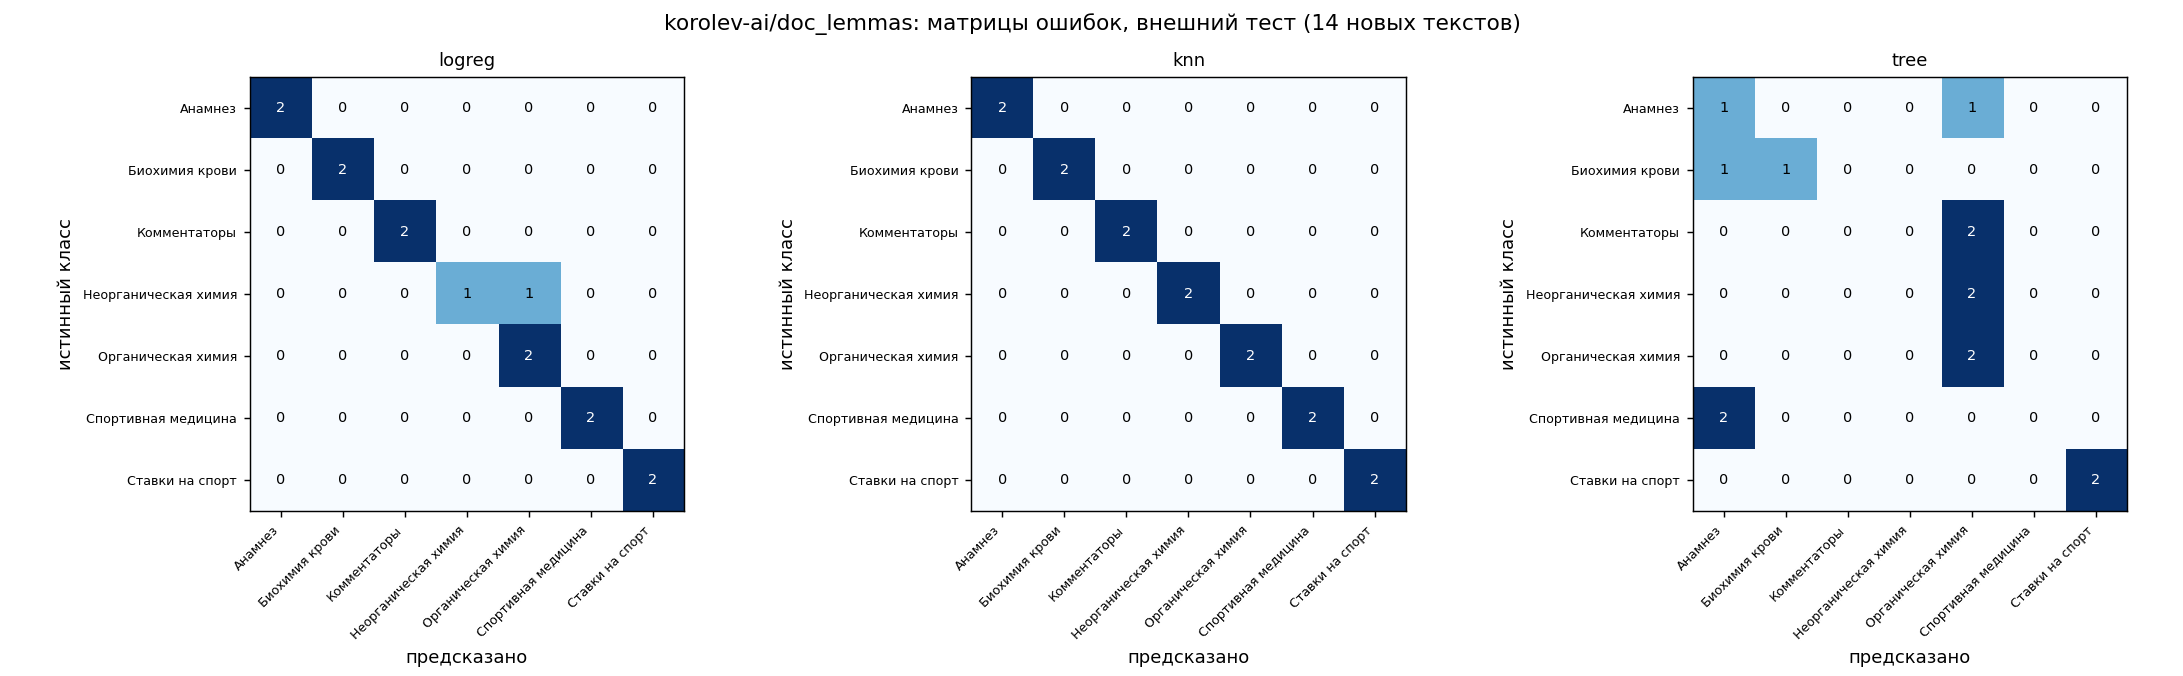 korolev-ai/doc_lemmas: матрицы ошибок, внешний тест (14 новых текстов)
logreg
истинный класс
Анамнез 2 0 0 0 0 0 0
Биохимия крови 0 2 0 0 0 0 0
Комментаторы 0 0 2 0 0 0 0
Неорганическая химия 0 0 0 1 1 0 0
Органическая химия 0 0 0 0 2 0 0
Спортивная медицина 0 0 0 0 0 2 0
Ставки на спорт 0 0 0 0 0 0 2
Анамнез
Биохимия крови
Комментаторы
Неорганическая химия
Органическая химия
Спортивная медицина
Ставки на спорт
предсказано
knn
истинный класс
Анамнез 2 0 0 0 0 0 0
Биохимия крови 0 2 0 0 0 0 0
Комментаторы 0 0 2 0 0 0 0
Неорганическая химия 0 0 0 2 0 0 0
Органическая химия 0 0 0 0 2 0 0
Спортивная медицина 0 0 0 0 0 2 0
Ставки на спорт 0 0 0 0 0 0 2
Анамнез
Биохимия крови
Комментаторы
Неорганическая химия
Органическая химия
Спортивная медицина
Ставки на спорт
предсказано
tree
истинный класс
Анамнез 1 0 0 0 1 0 0
Биохимия крови 1 1 0 0 0 0 0
Комментаторы 0 0 0 0 2 0 0
Неорганическая химия 0 0 0 0 2 0 0
Органическая химия 0 0 0 0 2 0 0
Спортивная медицина 2 0 0 0 0 0 0
Ставки на спорт 0 0 0 0 0 0 2
Анамнез
Биохимия крови
Комментаторы
Неорганическая химия
Органическая химия
Спортивная медицина
Ставки на спорт
предсказано